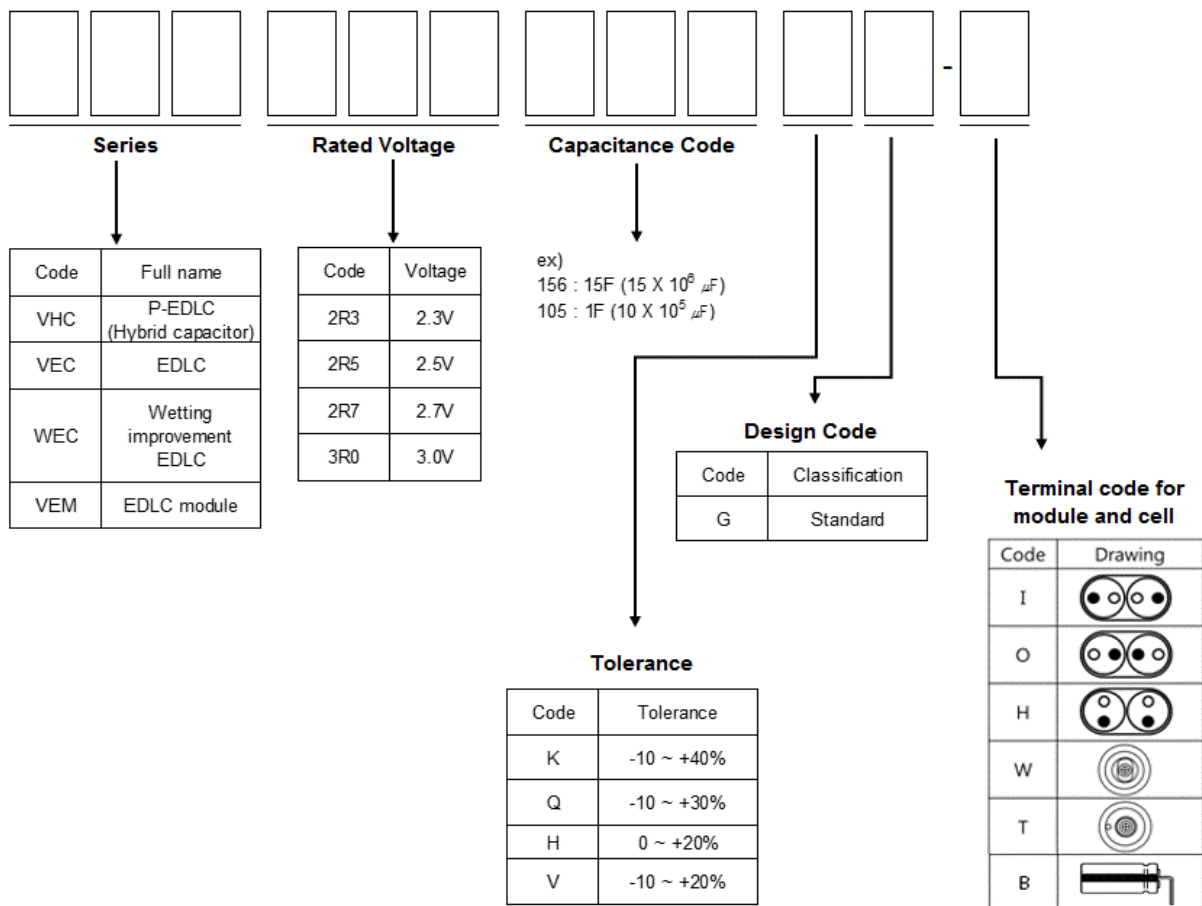 -
Series
Rated Voltage
Capacitance Code
Code Full name
VHC P-EDLC
(Hybrid capacitor)
VEC EDLC
WEC Wetting
improvement
EDLC
VEM EDLC module
Code Voltage
2R3 2.3V
2R5 2.5V
2R7 2.7V
3R0 3.0V
ex)
156 : 15F (15 X 10⁶ ㎌)
105 : 1F (10 X 10⁵ ㎌)
Design Code
Code Classification
G Standard
Terminal code for
module and cell
Code Drawing
I
O
H
W
T
B
Tolerance
Code Tolerance
K -10 ~ +40%
Q -10 ~ +30%
H 0 ~ +20%
V -10 ~ +20%